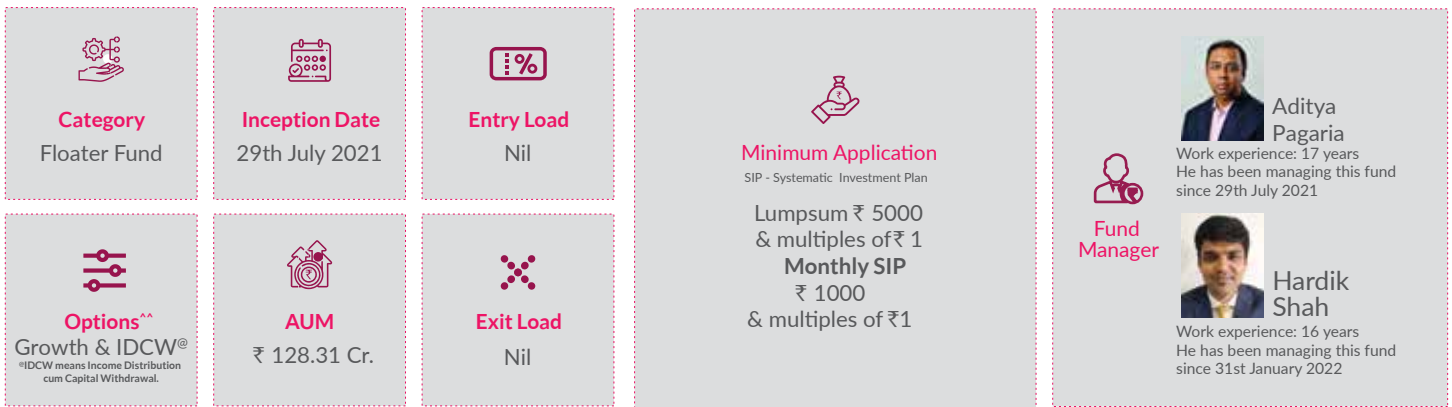 Category
Floater Fund
Inception Date
29th July 2021
Entry Load
Nil
Options^^
Growth & IDCW@
@IDCW means Income Distribution
cum Capital Withdrawal.
AUM
₹ 128.31 Cr.
Exit Load
Nil
Minimum Application
SIP - Systematic Investment Plan
Lumpsum ₹ 5000
& multiples of ₹ 1
Monthly SIP
₹ 1000
& multiples of ₹1
Fund
Manager
Aditya
Pagaria
Work experience: 17 years
He has been managing this fund
since 29th July 2021
Hardik
Shah
Work experience: 16 years
He has been managing this fund
since 31st January 2022